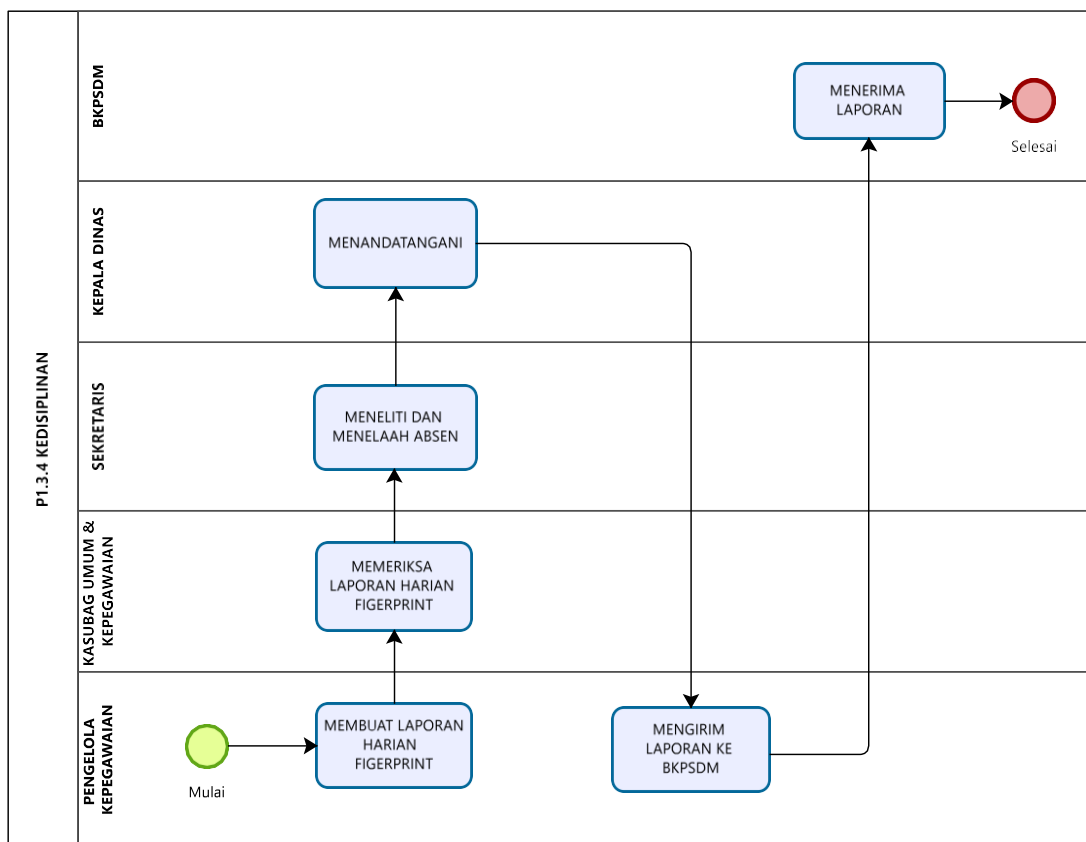 P1.3.4 KEDISIPLINAN
BKPSDM
MENERIMA
LAPORAN
Selesai
KEPALA DINAS
MENANDATANGANI
SEKRETARIS
MENELITI DAN
MENELAAH ABSEN
KASUBAG UMUM &
KEPEGAWAIAN
MEMERIKSA
LAPORAN HARIAN
FIGERPRINT
PENGELOLA
KEPEGAWAIAN
Mulai
MEMBUAT LAPORAN
HARIAN
FIGERPRINT
MENGIRIM
LAPORAN KE
BKPSDM